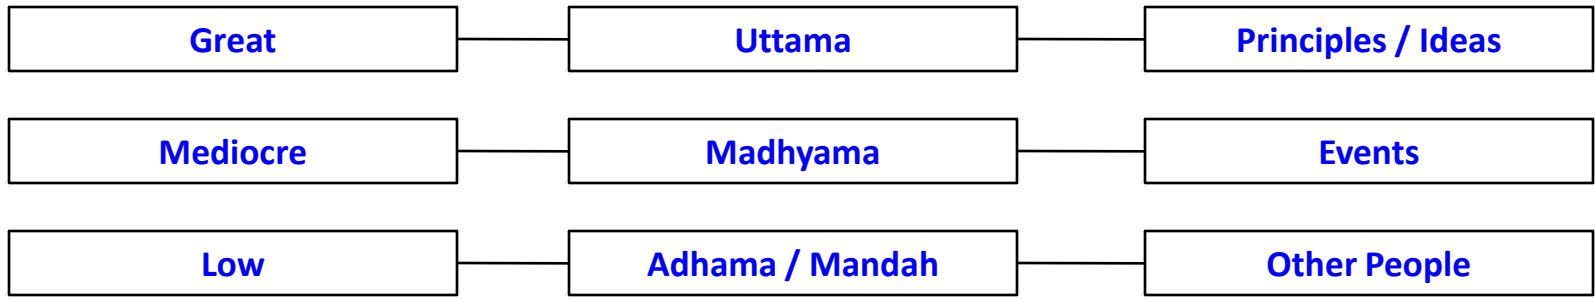 Great Uttama Principles / Ideas
Mediocre Madhyama Events
Low Adhama / Mandah Other People